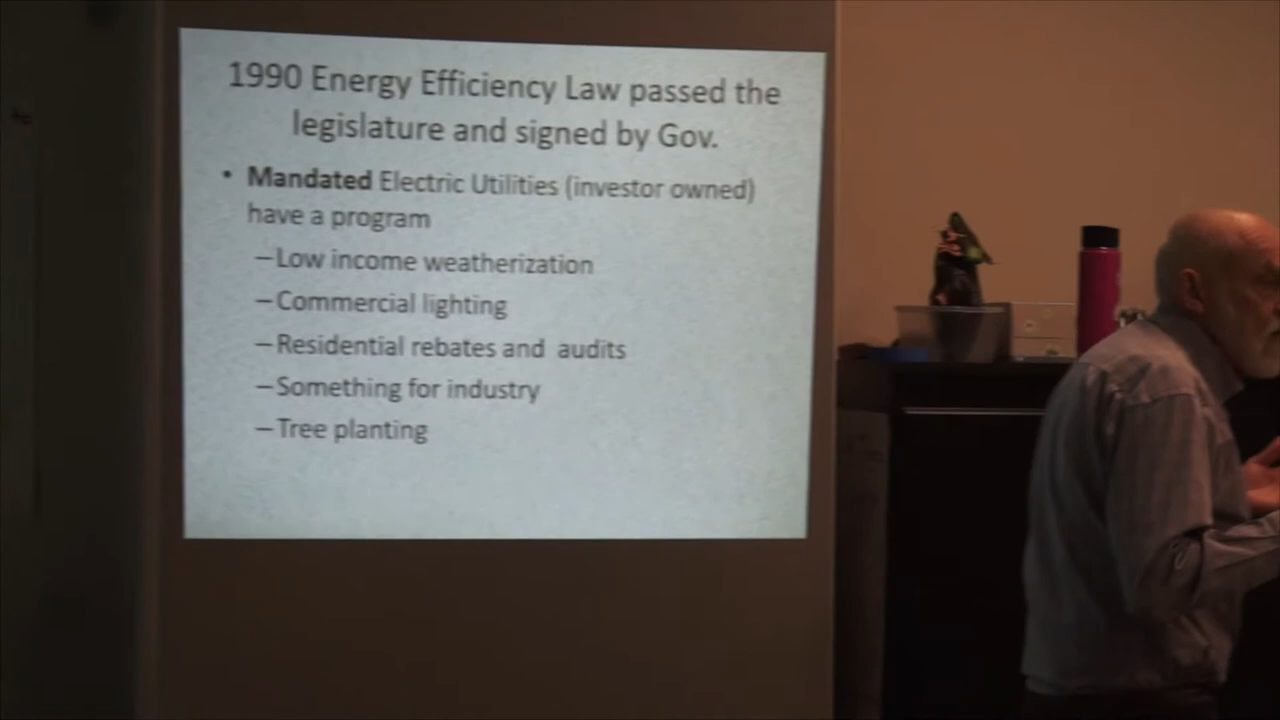 1990 Energy Efficiency Law passed the
legislature and signed by Gov.
• Mandated Electric Utilities (investor owned)
have a program
– Low income weatherization
– Commercial lighting
– Residential rebates and audits
– Something for industry
– Tree planting